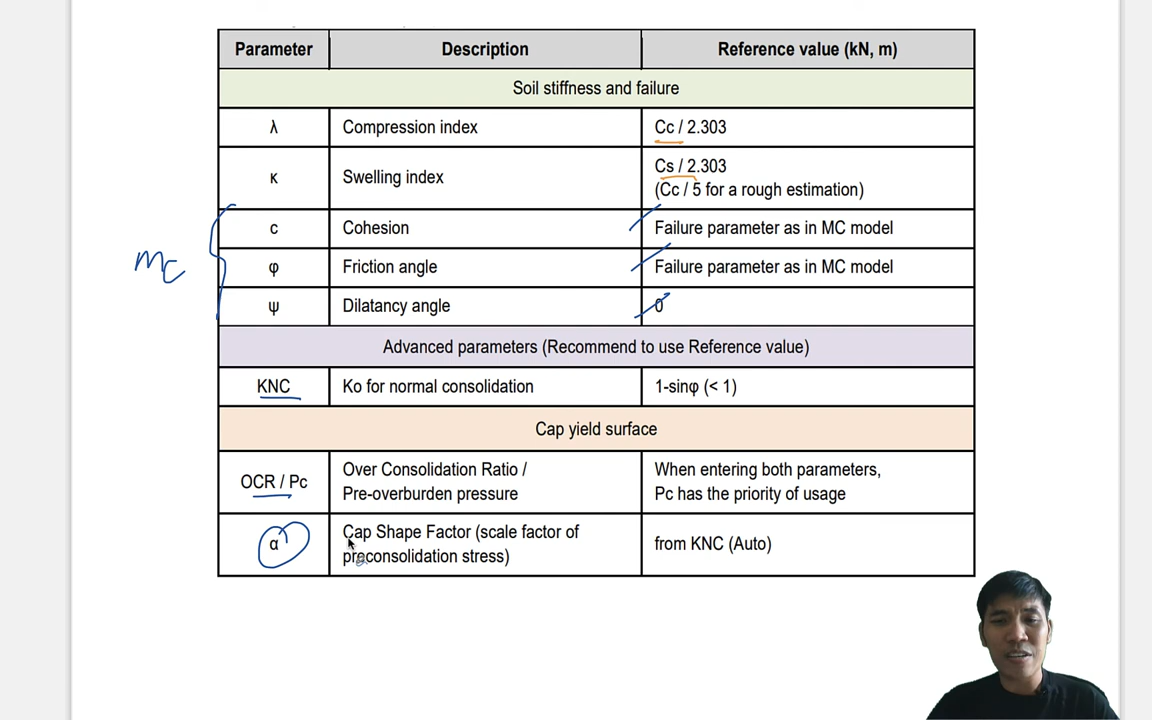 Parameter Description Reference value (kN, m)
Soil stiffness and failure
λ Compression index Cc / 2.303
κ Swelling index Cs / 2.303
(Cc / 5 for a rough estimation)
c Cohesion Failure parameter as in MC model
MC
φ Friction angle Failure parameter as in MC model
ψ Dilatancy angle 0
Advanced parameters (Recommend to use Reference value)
KNC Ko for normal consolidation 1-sinφ (< 1)
Cap yield surface
OCR / Pc Over Consolidation Ratio /
Pre-overburden pressure
When entering both parameters,
Pc has the priority of usage
α Cap Shape Factor (scale factor of
preconsolidation stress)
from KNC (Auto)